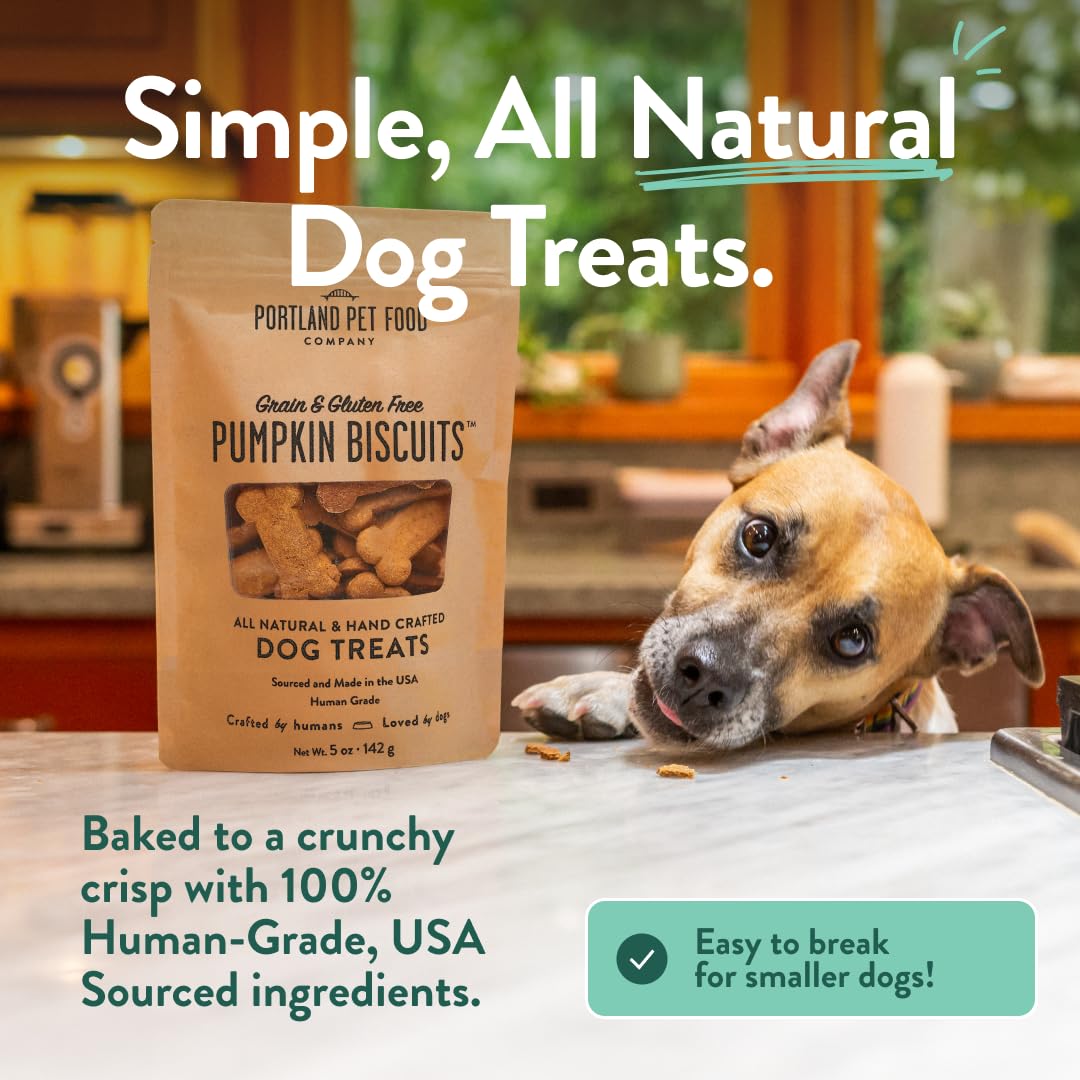 Simple, All Natural
Dog Treats.
PORTLAND PET FOOD
COMPANY
Grain & Gluten Free
PUMPKIN BISCUITS™
ALL NATURAL & HAND CRAFTED
DOG TREATS
Sourced and Made in the USA
Human Grade
Crafted by humans Loved by dogs
Net Wt. 5 oz · 142 g
Baked to a crunchy
crisp with 100%
Human-Grade, USA
Sourced ingredients.
Easy to break
for smaller dogs!